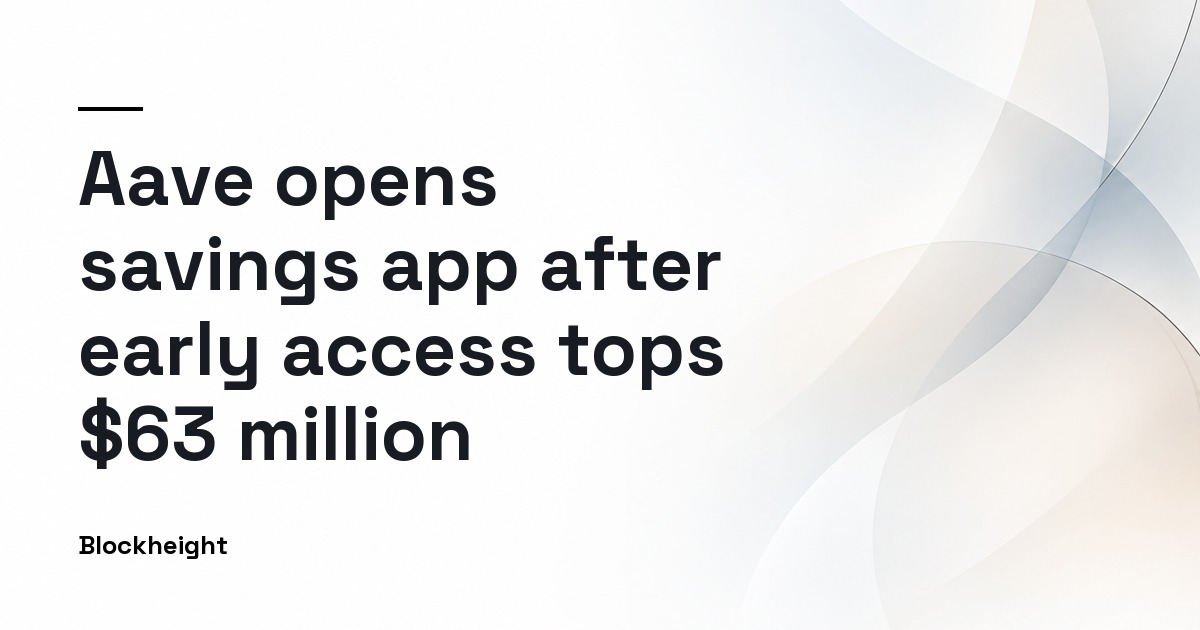 Aave opens
savings app after
early access tops
$63 million
Blockheight